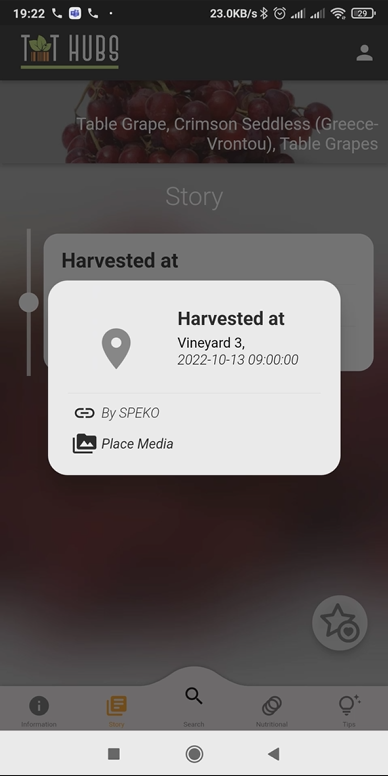 19:22
23.0KB/s
29
T T HUBS
Table Grape, Crimson Seddless (Greece-
Vrontou), Table Grapes
Story
Harvested at
Harvested at
Vineyard 3,
2022-10-13 09:00:00
By SPEKO
Place Media
Information
Story
Search
Nutritional
Tips